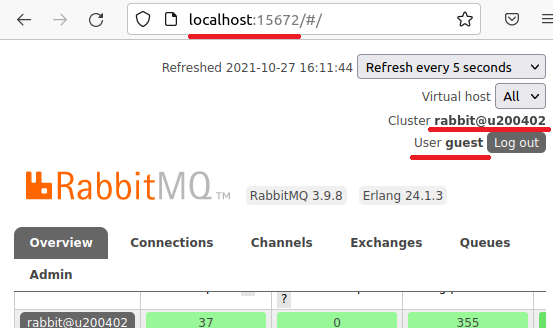 localhost:15672/#/
Refreshed 2021-10-27 16:11:44 Refresh every 5 seconds
Virtual host All
Cluster rabbit@u200402
User guest Log out
RabbitMQ TM RabbitMQ 3.9.8 Erlang 24.1.3
Overview Connections Channels Exchanges Queues
Admin
?
rabbit@u200402 37 0 355